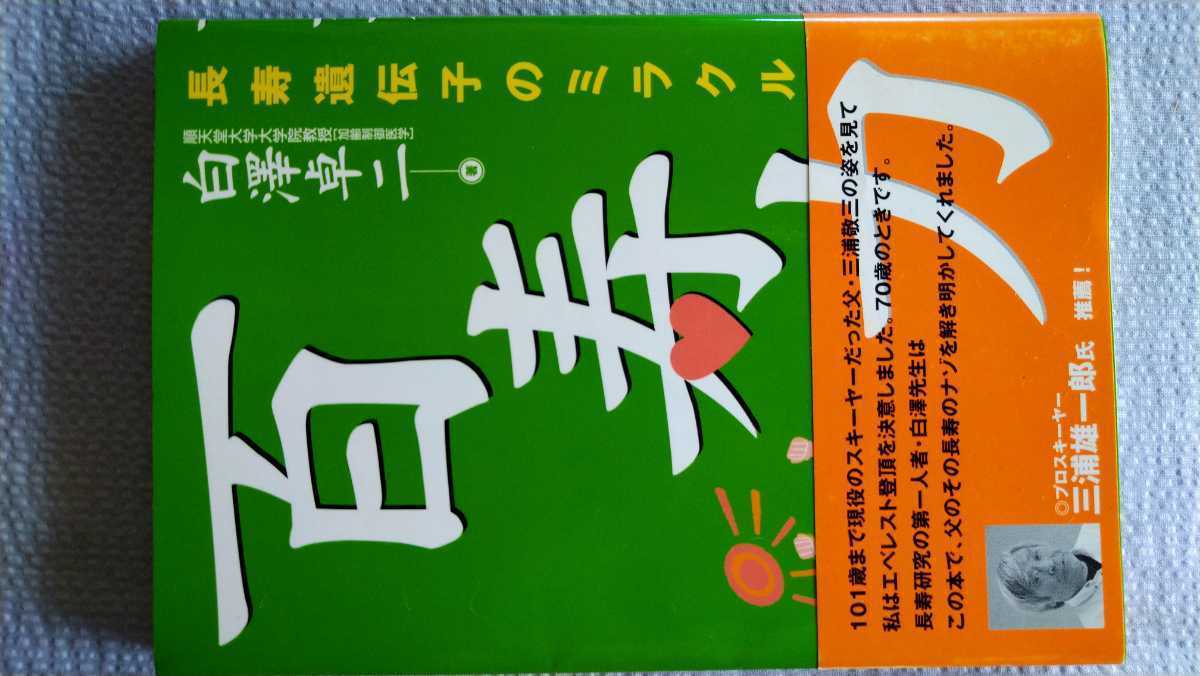 長寿遺伝子のミラクル
順天堂大学大学院教授[加齢制御医学]
白澤卓二 著
百寿力
101歳まで現役のスキーヤーだった父・三浦敬三の姿を見て
私はエベレスト登頂を決意しました。70歳のときです。
長寿研究の第一人者・白澤先生は
この本で、父のその長寿のナゾを解き明かしてくれました。
◎プロスキーヤー
三浦雄一郎氏 推薦!